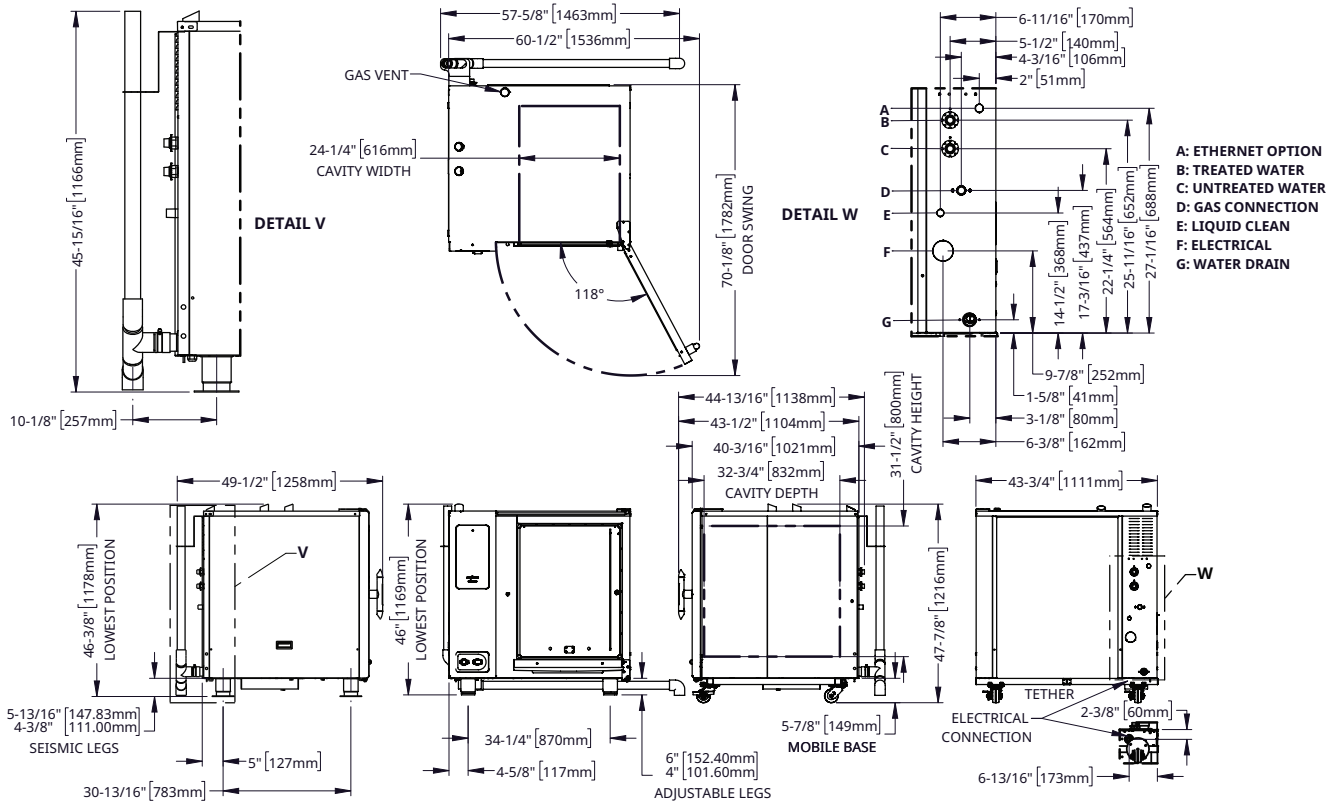 57-5/8" [1463mm]
60-1/2" [1536mm]
GAS VENT
24-1/4" [616mm]
CAVITY WIDTH
118°
70-1/8" [1782mm]
DOOR SWING
45-15/16" [1166mm]
DETAIL V
10-1/8" [257mm]
6-11/16" [170mm]
5-1/2" [140mm]
4-3/16" [106mm]
2" [51mm]
A
B
C
D
E
F
G
DETAIL W
14-1/2" [368mm]
17-3/16" [437mm]
22-1/4" [564mm]
25-11/16" [652mm]
27-1/16" [688mm]
9-7/8" [252mm]
1-5/8" [41mm]
3-1/8" [80mm]
6-3/8" [162mm]
A: ETHERNET OPTION
B: TREATED WATER
C: UNTREATED WATER
D: GAS CONNECTION
E: LIQUID CLEAN
F: ELECTRICAL
G: WATER DRAIN
49-1/2" [1258mm]
46-3/8" [1178mm]
LOWEST POSITION
V
5-13/16" [147.83mm]
4-3/8" [111.00mm]
SEISMIC LEGS
5" [127mm]
30-13/16" [783mm]
46" [1169mm]
LOWEST POSITION
34-1/4" [870mm]
4-5/8" [117mm]
6" [152.40mm]
4" [101.60mm]
ADJUSTABLE LEGS
44-13/16" [1138mm]
43-1/2" [1104mm]
40-3/16" [1021mm]
32-3/4" [832mm]
CAVITY DEPTH
31-1/2" [800mm]
CAVITY HEIGHT
47-7/8" [1216mm]
5-7/8" [149mm]
MOBILE BASE
43-3/4" [1111mm]
W
TETHER
ELECTRICAL
CONNECTION
2-3/8" [60mm]
6-13/16" [173mm]